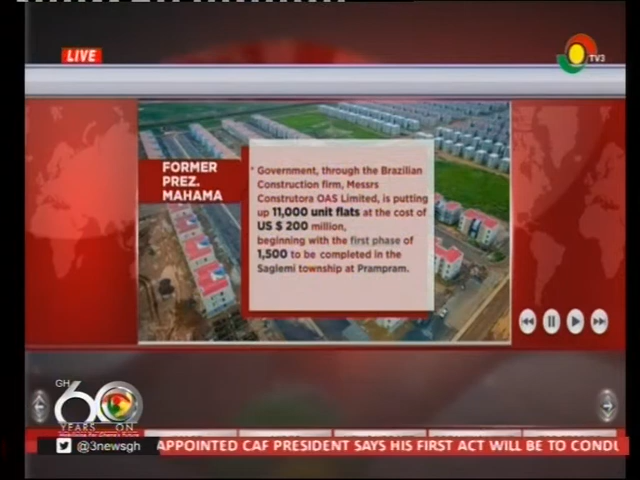 LIVE
TV3
FORMER
PREZ.
MAHAMA
* Government, through the Brazilian
Construction firm, Messrs
Construtora OAS Limited, is putting
up 11,000 unit flats at the cost of
US $ 200 million,
beginning with the first phase of
1,500 to be completed in the
Saglemi township at Prampram.
GH
60
YEARS ON
@3newsgh
APPOINTED CAF PRESIDENT SAYS HIS FIRST ACT WILL BE TO CONDU